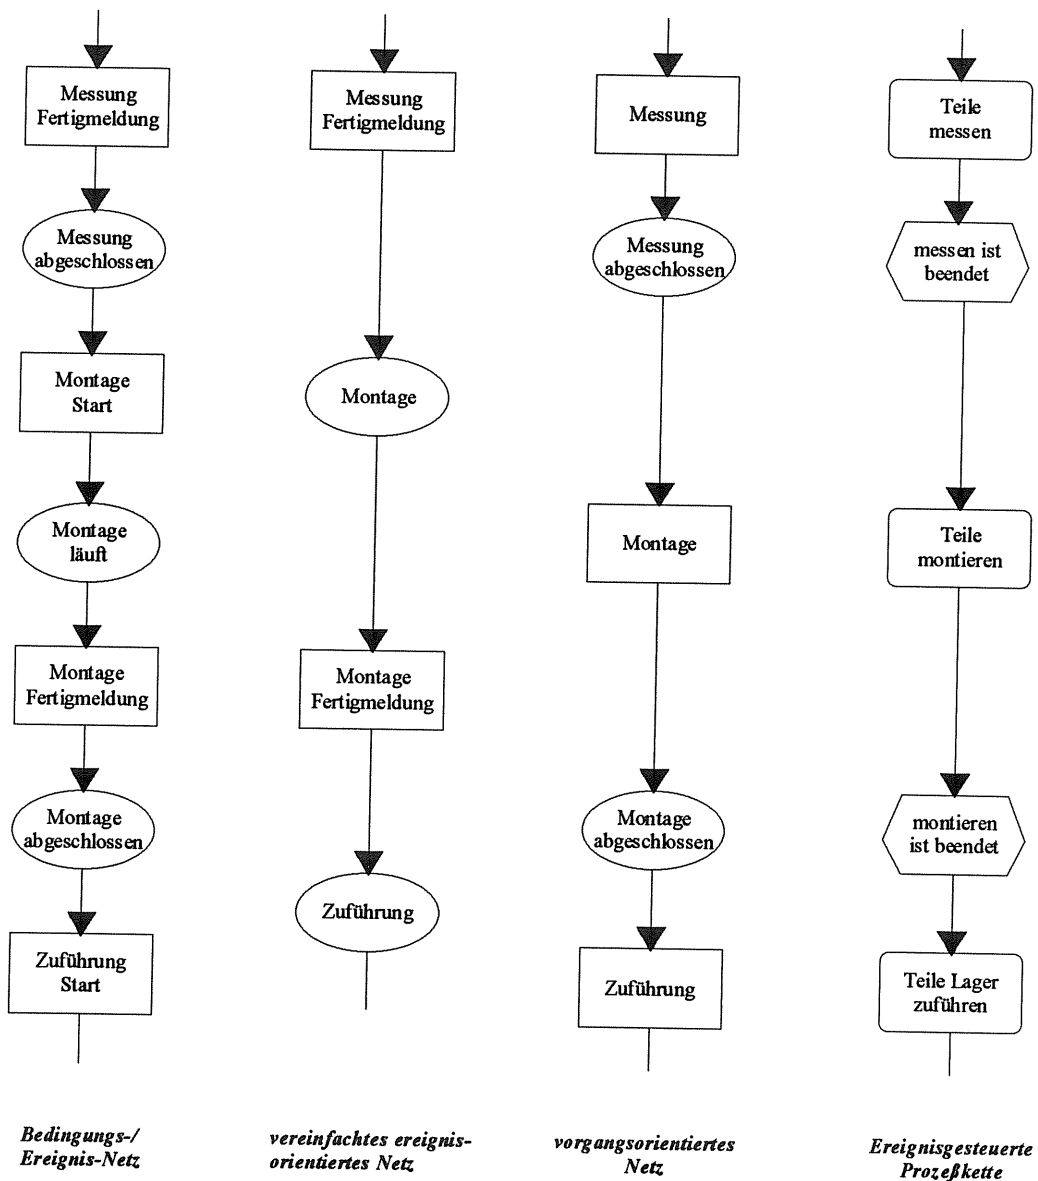 Messung
Fertigmeldung
Messung
abgeschlossen
Montage
Start
Montage
läuft
Montage
Fertigmeldung
Montage
abgeschlossen
Zuführung
Start
Bedingungs-/
Ereignis-Netz
Messung
Fertigmeldung
Montage
Montage
Fertigmeldung
Zuführung
vereinfachtes ereignis-
orientiertes Netz
Messung
Messung
abgeschlossen
Montage
Montage
abgeschlossen
Zuführung
vorgangsorientiertes
Netz
Teile
messen
messen ist
beendet
Teile
montieren
montieren
ist beendet
Teile Lager
zuführen
Ereignisgesteuerte
Prozeßkette